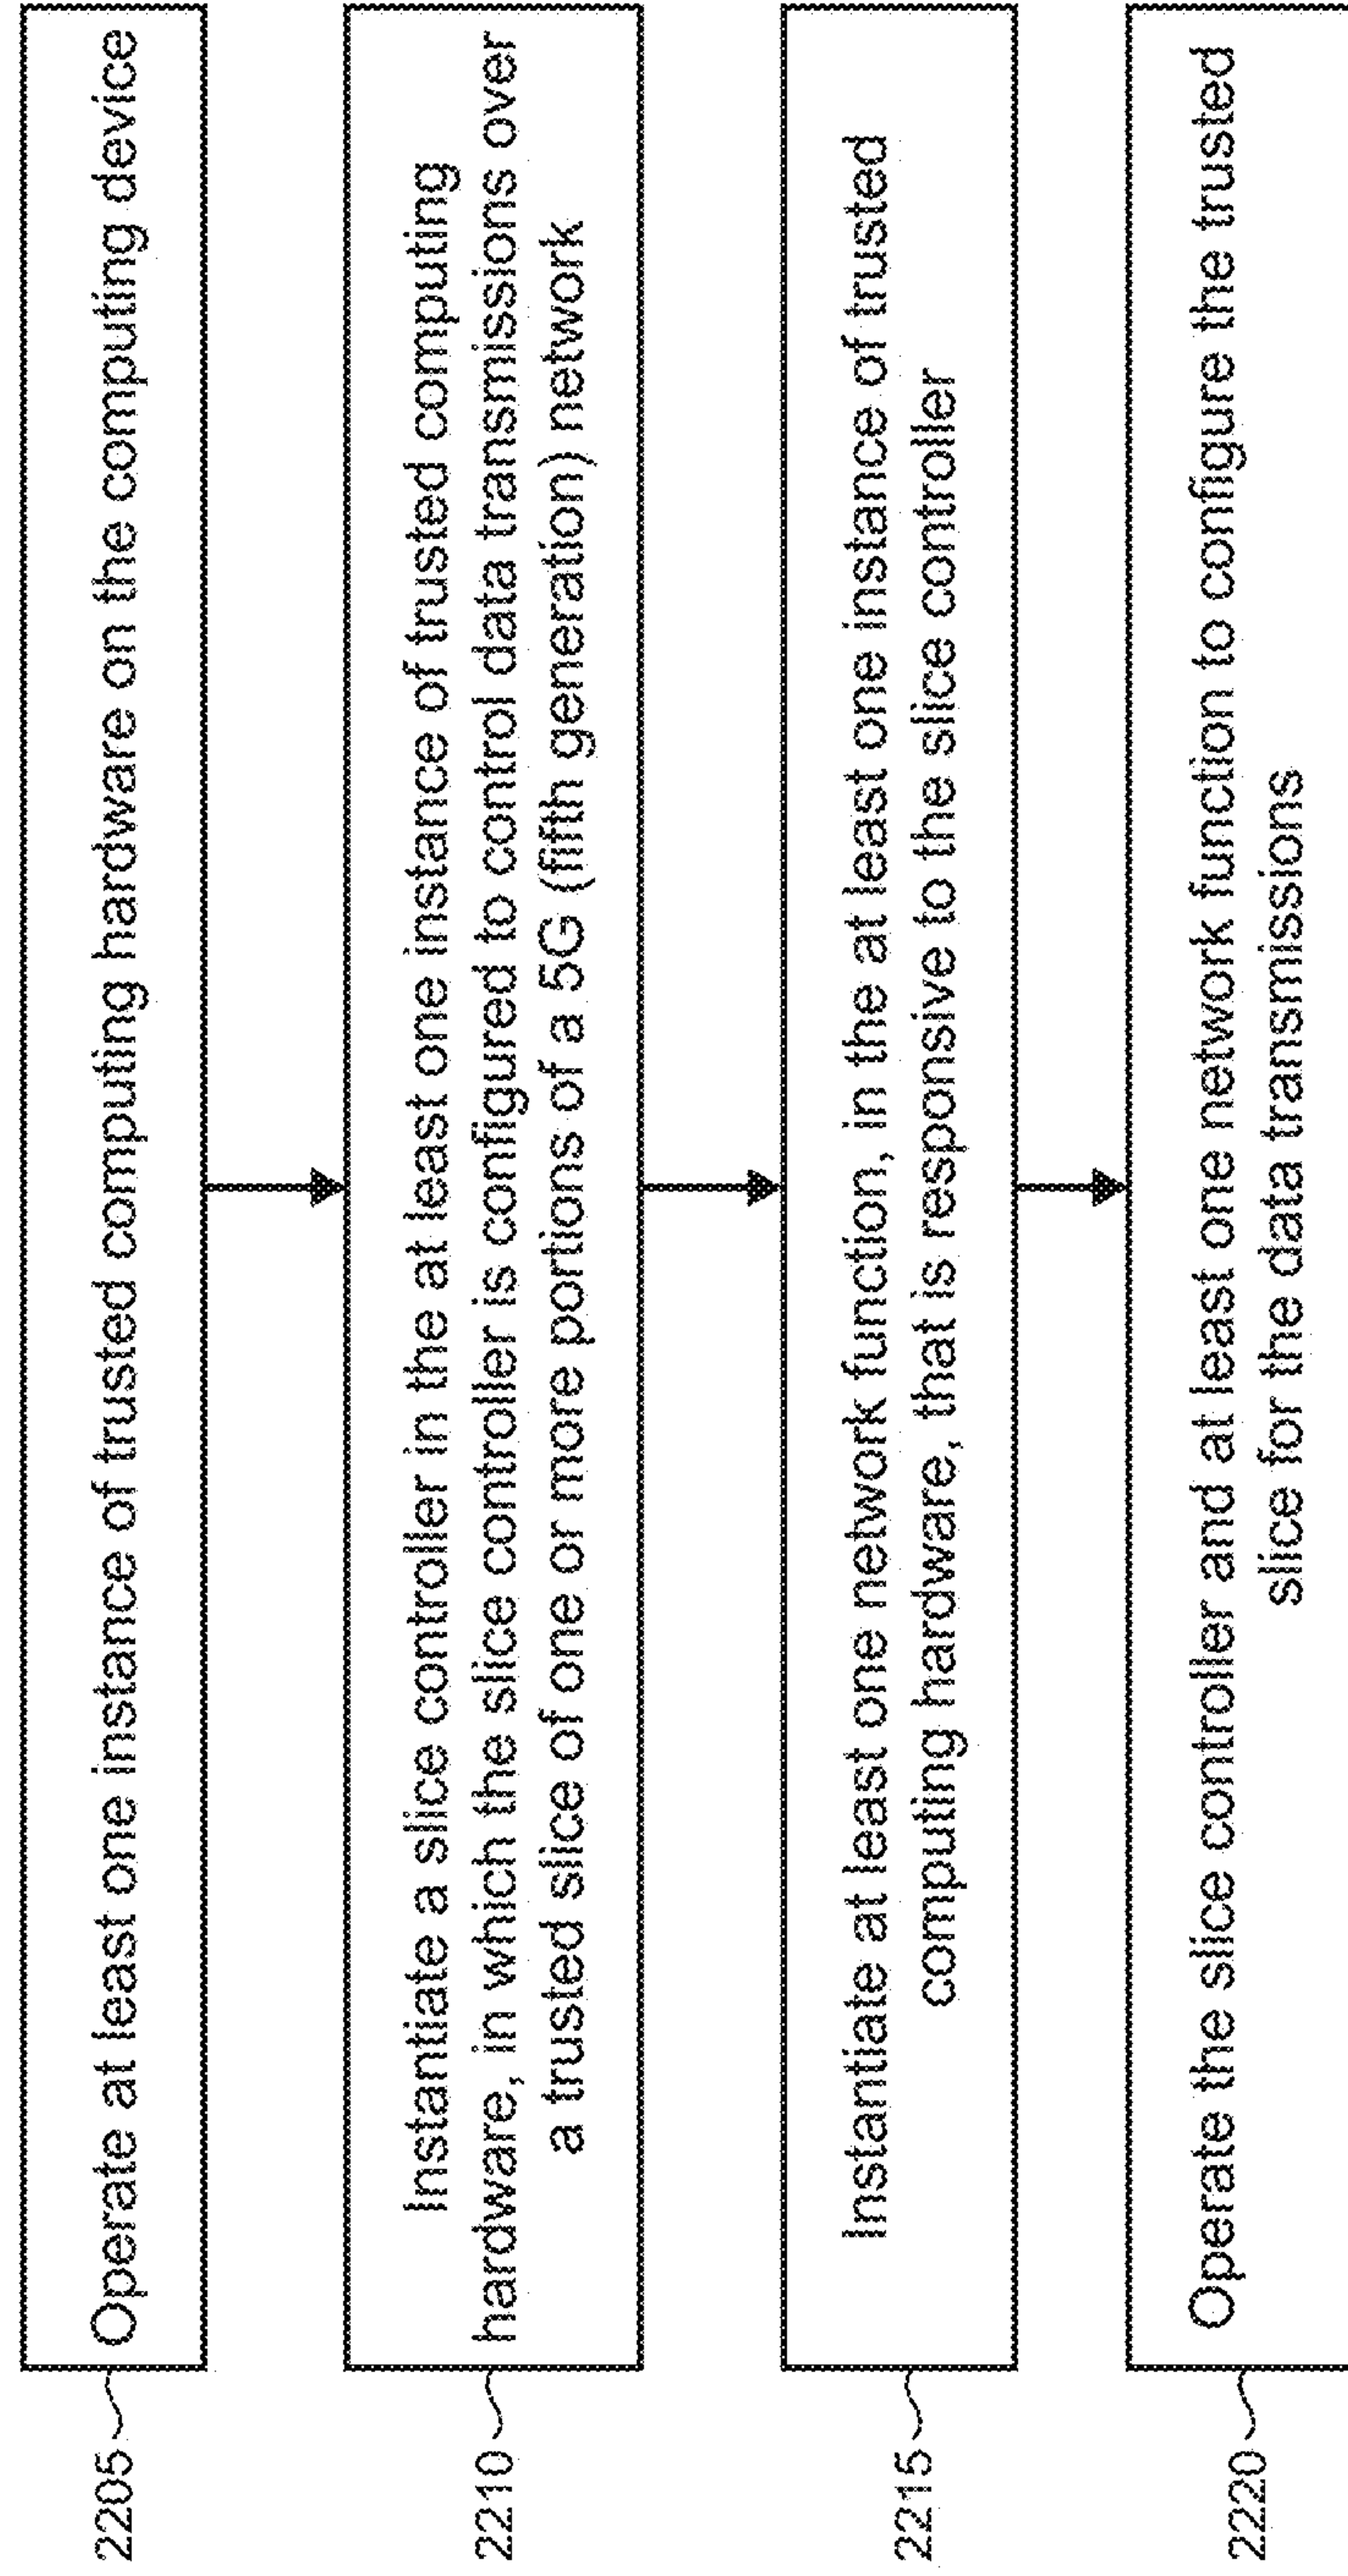 2205
Operate at least one instance of trusted computing hardware on the computing device
2210
Instantiate a slice controller in the at least one instance of trusted computing
hardware, in which the slice controller is configured to control data transmissions over
a trusted slice of one or more portions of a 5G (fifth generation) network
2215
Instantiate at least one network function, in the at least one instance of trusted
computing hardware, that is responsive to the slice controller
2220
Operate the slice controller and at least one network function to configure the trusted
slice for the data transmissions